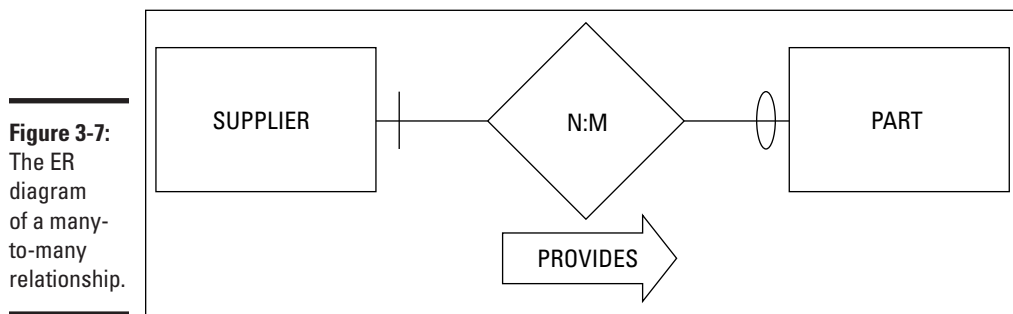 Figure 3-7:
The ER
diagram
of a many-
to-many
relationship.
SUPPLIER
N:M
PART
PROVIDES